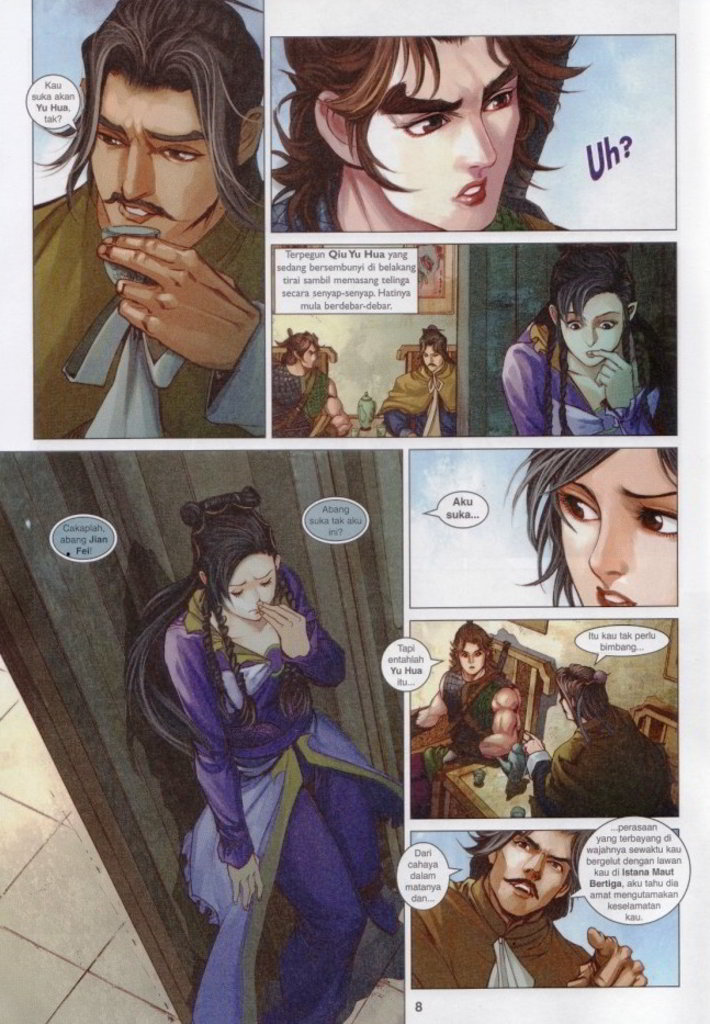 Kau
suka akan
Yu Hua,
tak?
Uh?
Terpegun Qiu Yu Hua yang
sedang bersembunyi di belakang
tirai sambil memasang telinga
secara senyap-senyap. Hatinya
mula berdebar-debar.
Cakaplah,
abang Jian
Fei!
Abang
suka tak aku
ini?
Aku
suka...
Tapi
entahlah
Yu Hua
itu...
Itu kau tak perlu
bimbang...
Dari
cahaya
dalam
matanya
dan...
...perasaan
yang terbayang di
wajahnya sewaktu kau
bergelut dengan lawan
kau di Istana Maut
Bertiga, aku tahu dia
amat mengutamakan
keselamatan
kau.
8